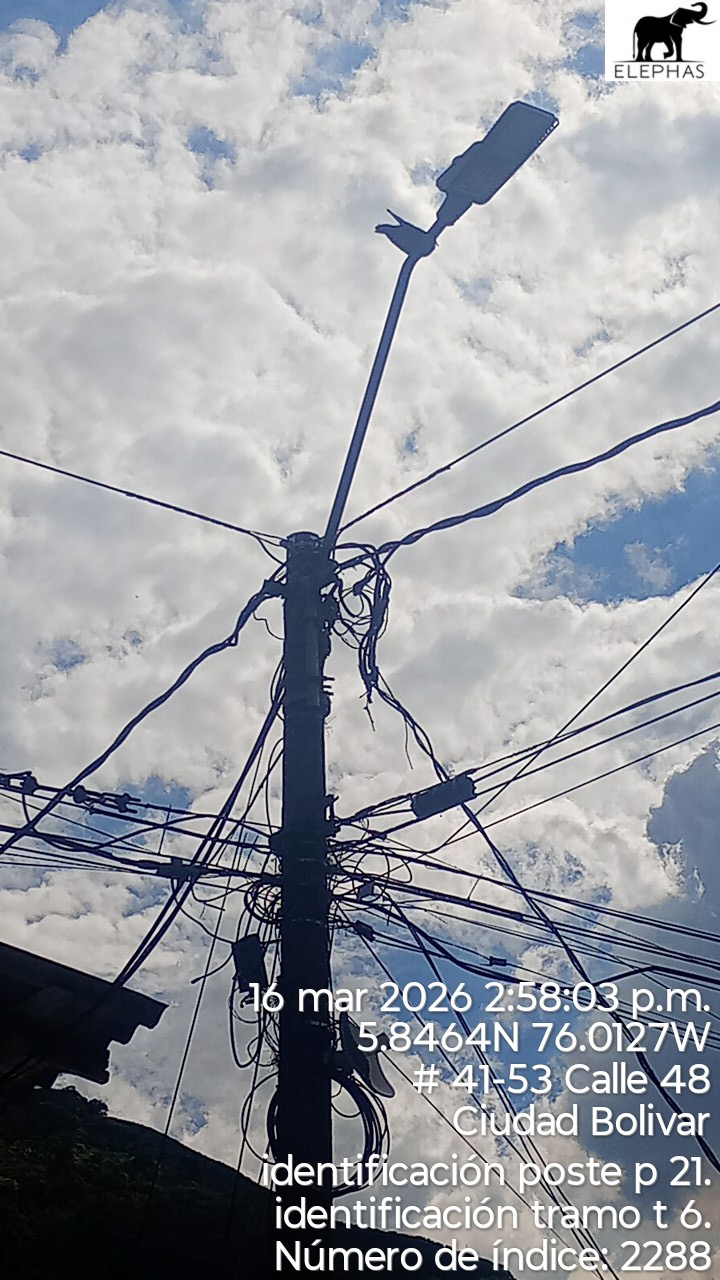 ELEPHAS
16 mar 2026 2:58:03 p.m.
5.8464N 76.0127W
# 41-53 Calle 48
Ciudad Bolivar
identificación poste p 21.
identificación tramo t 6.
Número de índice: 2288